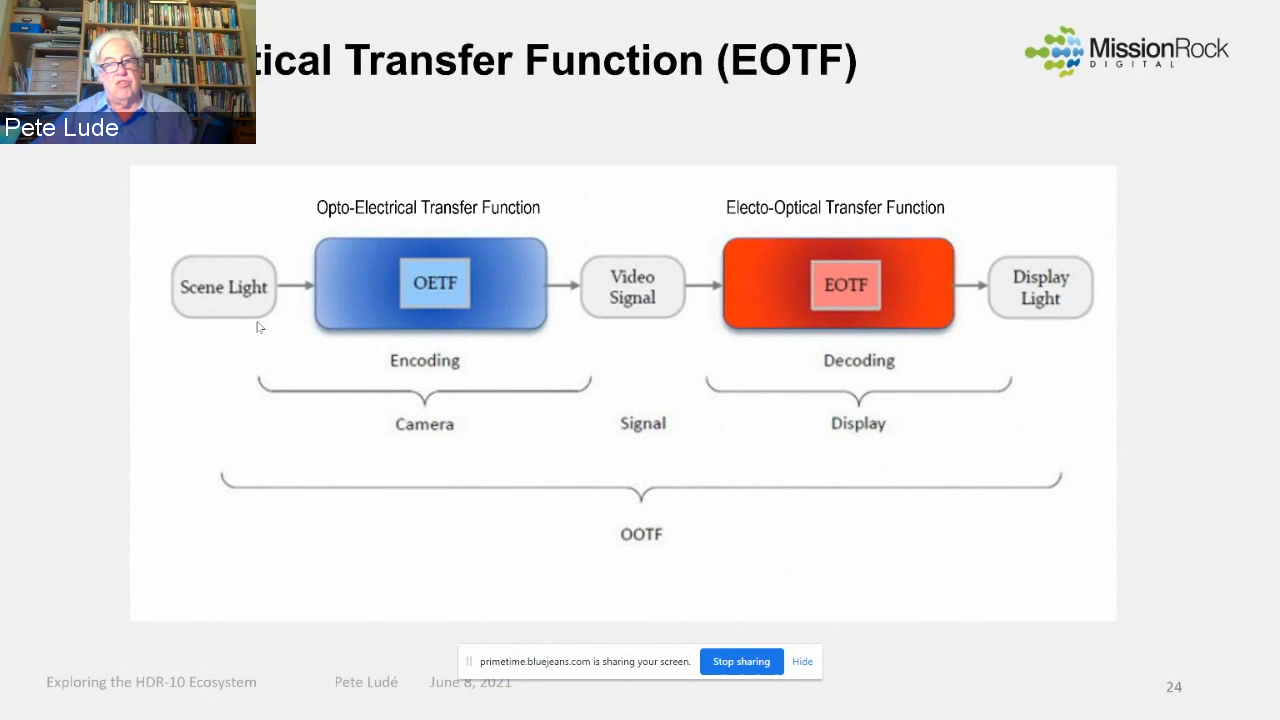 tical Transfer Function (EOTF)
MissionRock
DIGITAL
Pete Lude
Opto-Electrical Transfer Function
Electo-Optical Transfer Function
Scene Light
OETF
Video
Signal
EOTF
Display
Light
Encoding
Decoding
Camera
Signal
Display
OOTF
primetime.bluejeans.com is sharing your screen.
Stop sharing
Hide
Exploring the HDR-10 Ecosystem
Pete Ludé
June 8, 2021
24